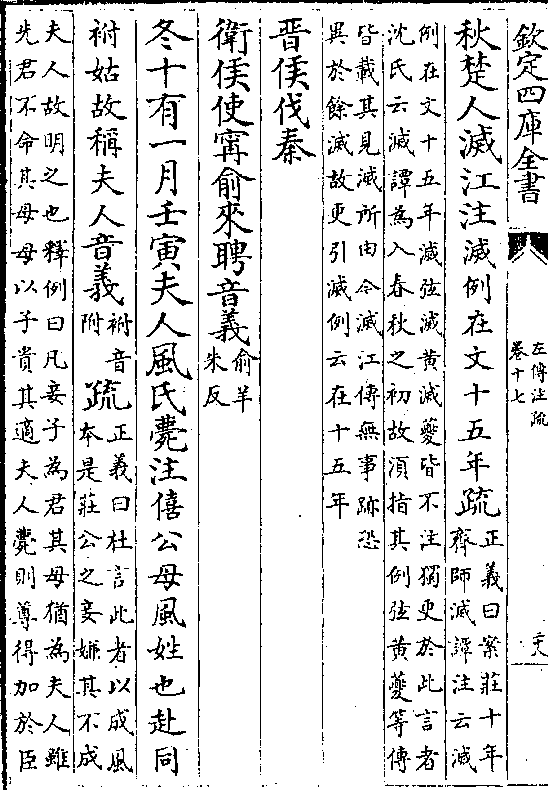 欽定四庫全書
左傳注疏
卷十七
二十八
秋楚人滅江注滅例在文十五年疏
正義曰案莊十年
齊師滅譚注云滅
例在文十五年滅弦滅黃滅夔皆不注獨更於此言者
沈氏云滅譚為入春秋之初故須指其例弦黃夔等傳
皆載其見滅所由今滅江傳無事跡恐
異於餘滅故更引滅例云在十五年
晉侯伐秦
衛侯使甯俞來聘音義
俞羊
朱反
冬十有一月壬寅夫人風氏薨注僖公母風姓也赴同
祔姑故稱夫人音義
祔音
附
疏
正義曰杜言此者以成風
本是莊公之妾嫌其不成
夫人故明之也釋例曰凡妾子為君其母猶為夫人雖
先君不命其母母以子貴其適夫人薨則尊得加於臣